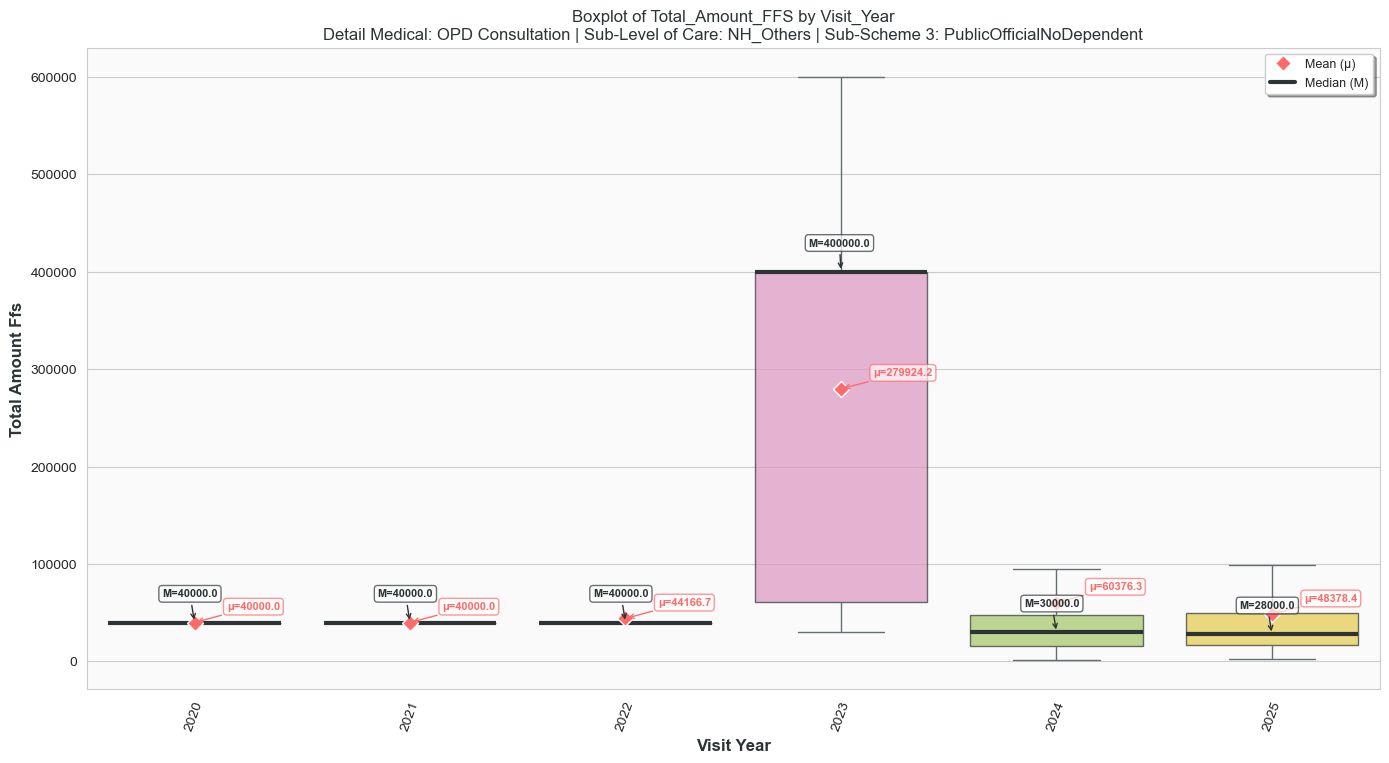 Boxplot of Total_Amount_FFS by Visit_Year
Detail Medical: OPD Consultation | Sub-Level of Care: NH_Others | Sub-Scheme 3: PublicOfficialNoDependent
Mean (μ)
Median (M)
Total Amount Ffs
600000
500000
400000
300000
200000
100000
0
M=40000.0
μ=40000.0
M=40000.0
μ=40000.0
M=40000.0
μ=44166.7
M=400000.0
μ=279924.2
M=30000.0
μ=60376.3
M=28000.0
μ=48378.4
2020
2021
2022
2023
2024
2025
Visit Year